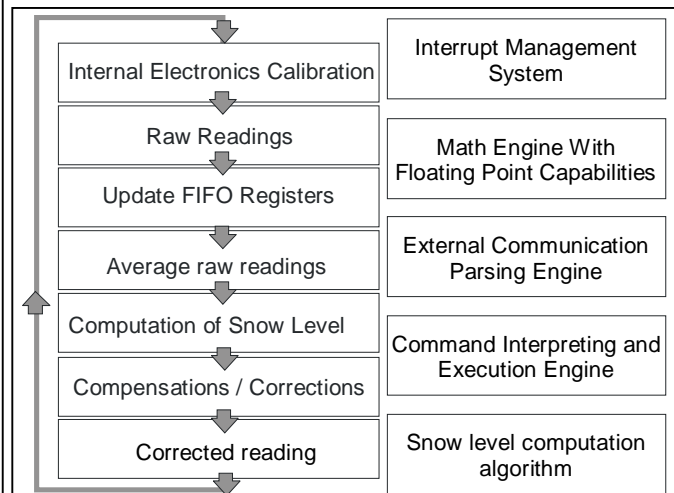 Internal Electronics Calibration
Raw Readings
Update FIFO Registers
Average raw readings
Computation of Snow Level
Compensations / Corrections
Corrected reading
Interrupt Management
System
Math Engine With
Floating Point Capabilities
External Communication
Parsing Engine
Command Interpreting and
Execution Engine
Snow level computation
algorithm